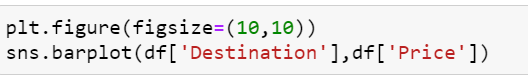 plt.figure(figsize=(10,10))
sns.barplot(df['Destination'],df['Price'])